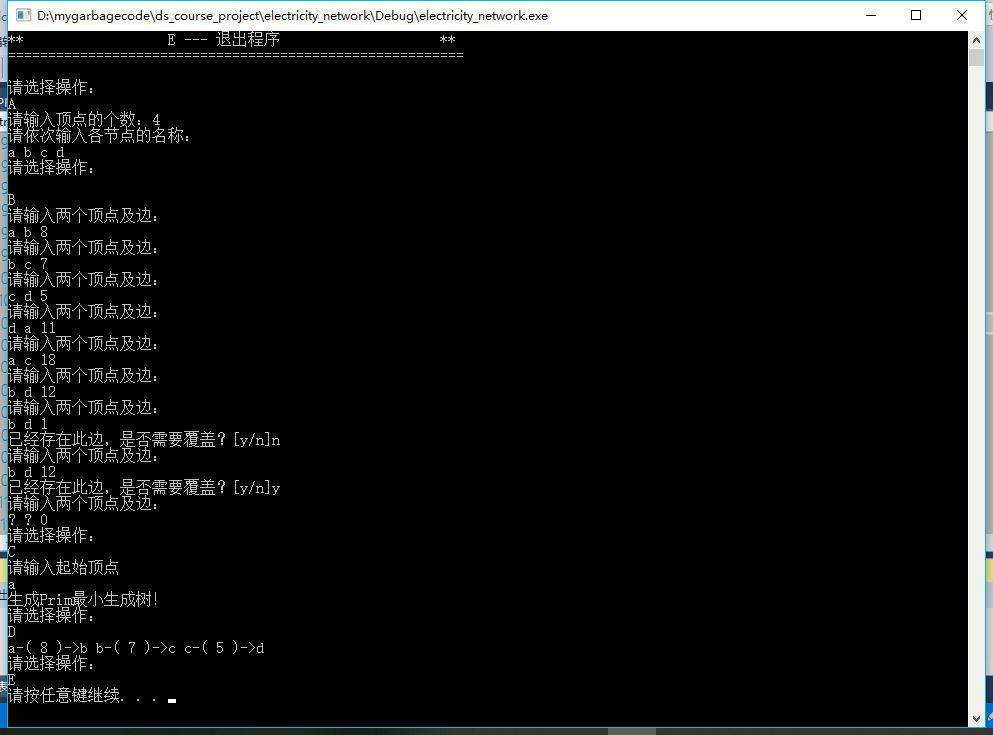 D:\mygarbagecode\ds_course_project\electricity_network\Debug\electricity_network.exe
** E --- 退出程序 **
=========================================================
请选择操作:
A
请输入顶点的个数: 4
请依次输入各节点的名称:
a b c d
请选择操作:
B
请输入两个顶点及边:
a b 8
请输入两个顶点及边:
b c 7
请输入两个顶点及边:
c d 5
请输入两个顶点及边:
d a 11
请输入两个顶点及边:
a c 18
请输入两个顶点及边:
b d 12
请输入两个顶点及边:
b d 1
已经存在此边, 是否需要覆盖? [y/n]n
请输入两个顶点及边:
b d 12
已经存在此边, 是否需要覆盖? [y/n]y
请输入两个顶点及边:
? ? 0
请选择操作:
C
请输入起始顶点
a
生成Prim最小生成树!
请选择操作:
D
a-( 8 )->b b-( 7 )->c c-( 5 )->d
请选择操作:
E
请按任意键继续. . .